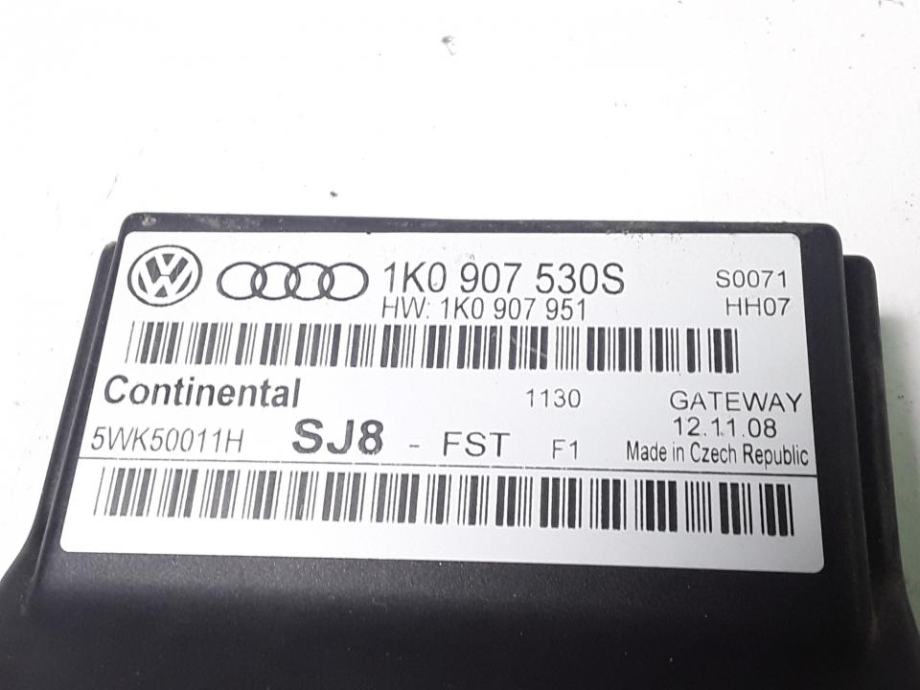 1K0 907 530S
S0071
HW: 1K0 907 951
HH07
Continental
1130
GATEWAY
12.11.08
5WK50011H
SJ8 - FST F1
Made in Czech Republic